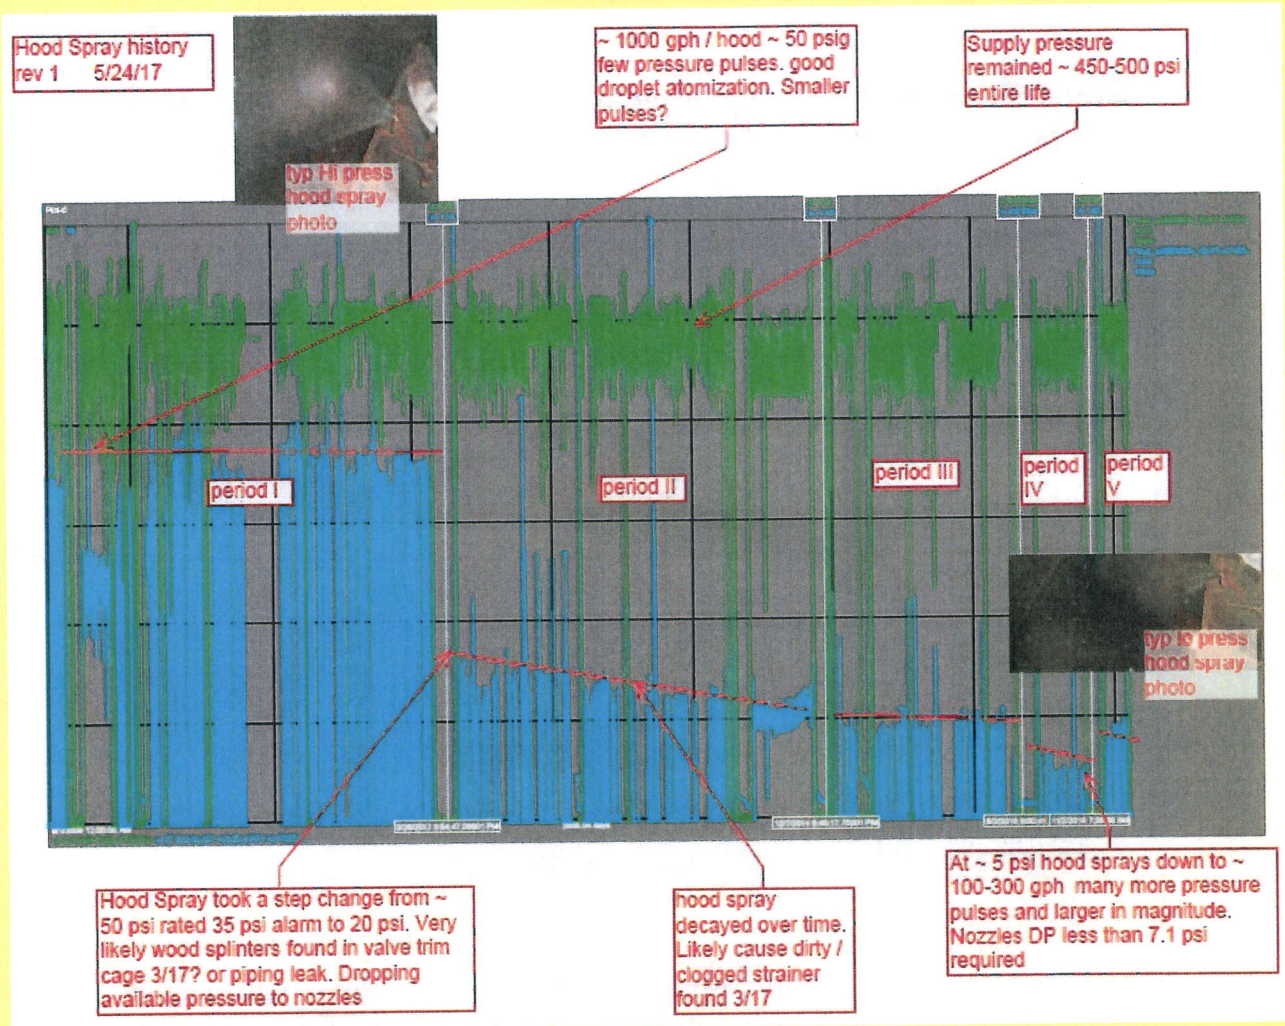 Hood Spray history
rev 1 5/24/17
~ 1000 gph / hood ~ 50 psig
few pressure pulses. good
droplet atomization. Smaller
pulses?
Supply pressure
remained ~ 450-500 psi
entire life
typ Hi press
hood spray
photo
period I
period II
period III
period
IV
period
V
typ lo press
hood spray
photo
Hood Spray took a step change from ~
50 psi rated 35 psi alarm to 20 psi. Very
likely wood splinters found in valve trim
cage 3/17? or piping leak. Dropping
available pressure to nozzles
hood spray
decayed over time.
Likely cause dirty /
clogged strainer
found 3/17
At ~ 5 psi hood sprays down to ~
100-300 gph many more pressure
pulses and larger in magnitude.
Nozzles DP less than 7.1 psi
required